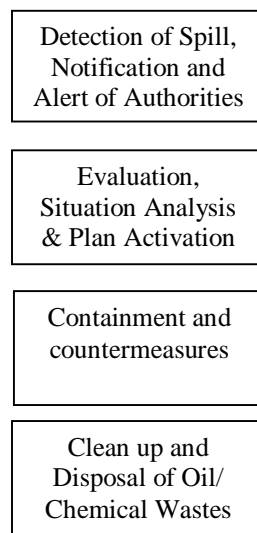 Detection of Spill,
Notification and
Alert of Authorities
Evaluation,
Situation Analysis
& Plan Activation
Containment and
countermeasures
Clean up and
Disposal of Oil/
Chemical Wastes